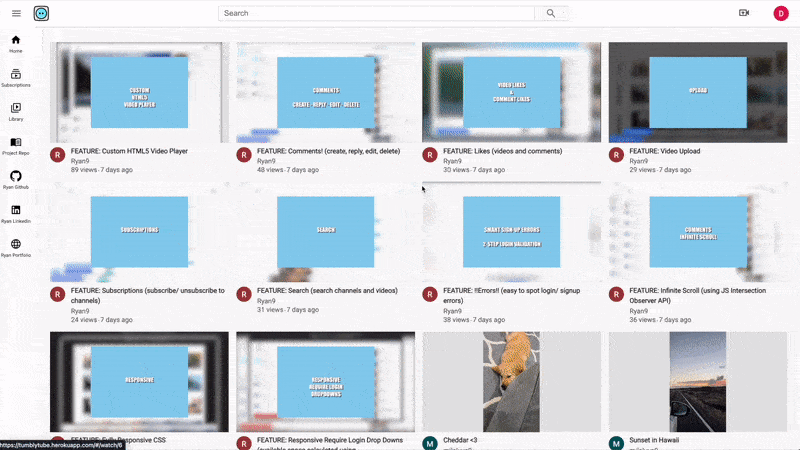 Search
D
Home
Subscriptions
Library
Project Repo
Ryan Github
Ryan Linkedin
Ryan Portfolio
CUSTOM
HTML5
VIDEO PLAYER
R
FEATURE: Custom HTML5 Video Player
Ryan9
89 views · 7 days ago
COMMENTS
CREATE · REPLY · EDIT · DELETE
R
FEATURE: Comments! (create, reply, edit, delete)
Ryan9
48 views · 7 days ago
VIDEO LIKES
&
COMMENT LIKES
R
FEATURE: Likes (videos and comments)
Ryan9
30 views · 7 days ago
UPLOAD
R
FEATURE: Video Upload
Ryan9
29 views · 7 days ago
SUBSCRIPTIONS
R
FEATURE: Subscriptions (subscribe/ unsubscribe to
channels)
Ryan9
24 views · 7 days ago
SEARCH
R
FEATURE: Search (search channels and videos)
Ryan9
31 views · 7 days ago
SMART SIGN-UP ERRORS
2-STEP LOGIN VALIDATION
R
FEATURE: !!Errors!! (easy to spot login/ signup
errors)
Ryan9
38 views · 7 days ago
COMMENTS
INFINITE SCROLL
R
FEATURE: Infinite Scroll (using JS Intersection
Observer API)
Ryan9
36 views · 7 days ago
RESPONSIVE
R
FEATURE: Fully Responsive CSS
RESPONSIVE
REQUIRE LOGIN
DROPDOWNS
R
FEATURE: Responsive Require Login Drop Downs
M
Cheddar <3
M
Sunset in Hawaii
https://tumblytube.herokuapp.com/#/watch/6